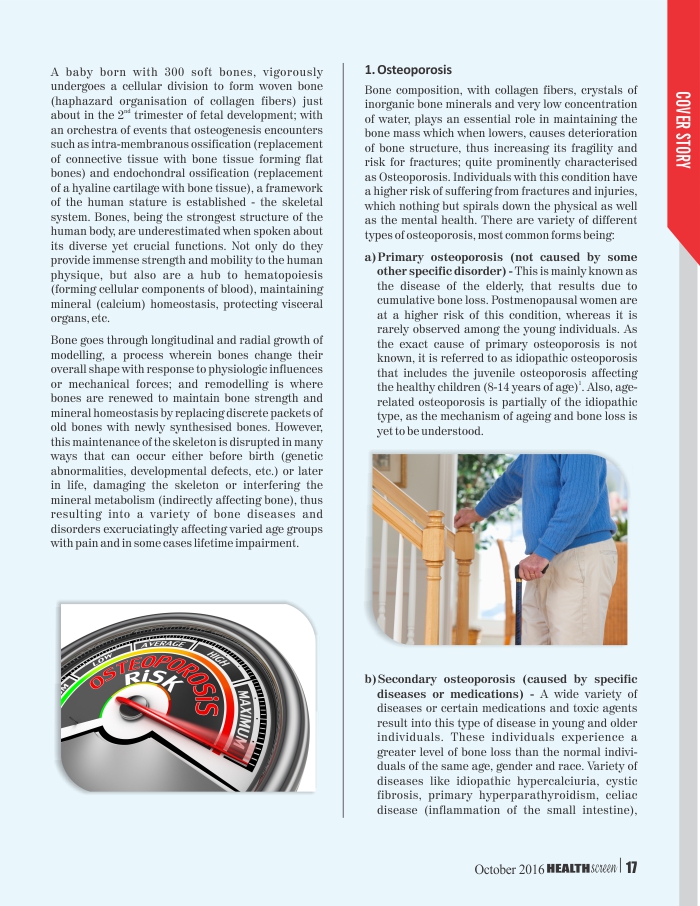 A baby born with 300 soft bones, vigorously
undergoes a cellular division to form woven bone
(haphazard organisation of collagen fibers) just
about in the 2nd trimester of fetal development; with
an orchestra of events that osteogenesis encounters
such as intra-membranous ossification (replacement
of connective tissue with bone tissue forming flat
bones) and endochondral ossification (replacement
of a hyaline cartilage with bone tissue), a framework
of the human stature is established - the skeletal
system. Bones, being the strongest structure of the
human body, are underestimated when spoken about
its diverse yet crucial functions. Not only do they
provide immense strength and mobility to the human
physique, but also are a hub to hematopoiesis
(forming cellular components of blood), maintaining
mineral (calcium) homeostasis, protecting visceral
organs, etc.
Bone goes through longitudinal and radial growth of
modelling, a process wherein bones change their
overall shape with response to physiologic influences
or mechanical forces; and remodelling is where
bones are renewed to maintain bone strength and
mineral homeostasis by replacing discrete packets of
old bones with newly synthesised bones. However,
this maintenance of the skeleton is disrupted in many
ways that can occur either before birth (genetic
abnormalities, developmental defects, etc.) or later
in life, damaging the skeleton or interfering the
mineral metabolism (indirectly affecting bone), thus
resulting into a variety of bone diseases and
disorders excruciatingly affecting varied age groups
with pain and in some cases lifetime impairment.
LOW
AVERAGE
HIGH
MAXIMUM
OSTEOPOROSIS
RISK
1. Osteoporosis
Bone composition, with collagen fibers, crystals of
inorganic bone minerals and very low concentration
of water, plays an essential role in maintaining the
bone mass which when lowers, causes deterioration
of bone structure, thus increasing its fragility and
risk for fractures; quite prominently characterised
as Osteoporosis. Individuals with this condition have
a higher risk of suffering from fractures and injuries,
which nothing but spirals down the physical as well
as the mental health. There are variety of different
types of osteoporosis, most common forms being:
a) Primary osteoporosis (not caused by some
other specific disorder) - This is mainly known as
the disease of the elderly, that results due to
cumulative bone loss. Postmenopausal women are
at a higher risk of this condition, whereas it is
rarely observed among the young individuals. As
the exact cause of primary osteoporosis is not
known, it is referred to as idiopathic osteoporosis
that includes the juvenile osteoporosis affecting
the healthy children (8-14 years of age). Also, age-
related osteoporosis is partially of the idiopathic
type, as the mechanism of ageing and bone loss is
yet to be understood.
b) Secondary osteoporosis (caused by specific
diseases or medications) - A wide variety of
diseases or certain medications and toxic agents
result into this type of disease in young and older
individuals. These individuals experience a
greater level of bone loss than the normal indivi-
duals of the same age, gender and race. Variety of
diseases like idiopathic hypercalciuria, cystic
fibrosis, primary hyperparathyroidism, celiac
disease (inflammation of the small intestine),
COVER STORY
October 2016 HEALTHscreen 17